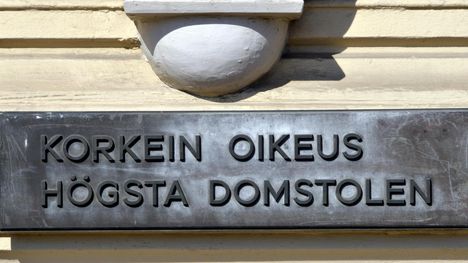 KORKEIN OIKEUS
HÖGSTA DOMSTOLEN